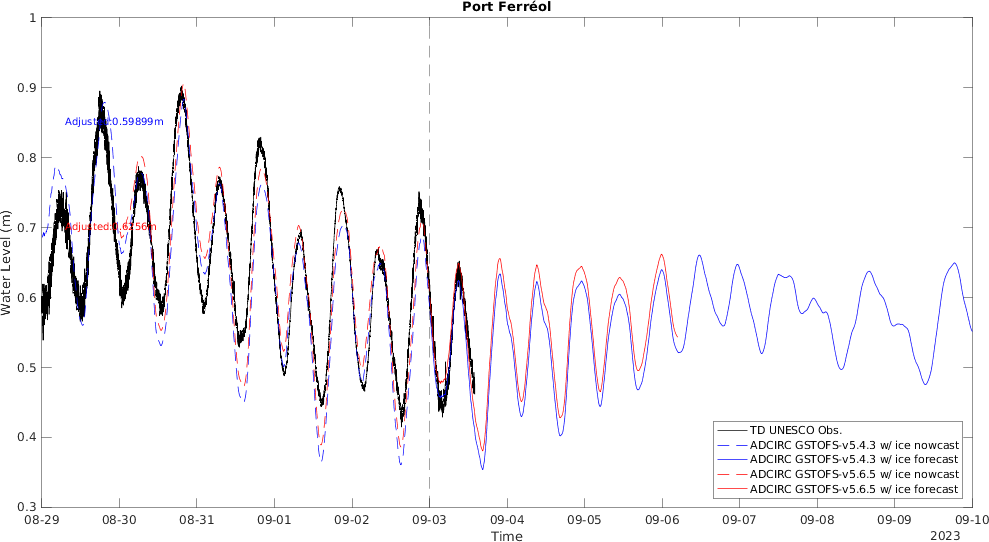 Port Ferréol
Water Level (m)
1
0.9
0.8
0.7
0.6
0.5
0.4
0.3
Adjusted:0.59899m
TD UNESCO Obs.
ADCIRC GSTOFS-v5.4.3 w/ ice nowcast
ADCIRC GSTOFS-v5.4.3 w/ ice forecast
ADCIRC GSTOFS-v5.6.5 w/ ice nowcast
ADCIRC GSTOFS-v5.6.5 w/ ice forecast
08-29 08-30 08-31 09-01 09-02 09-03 09-04 09-05 09-06 09-07 09-08 09-09 09-10
Time
2023